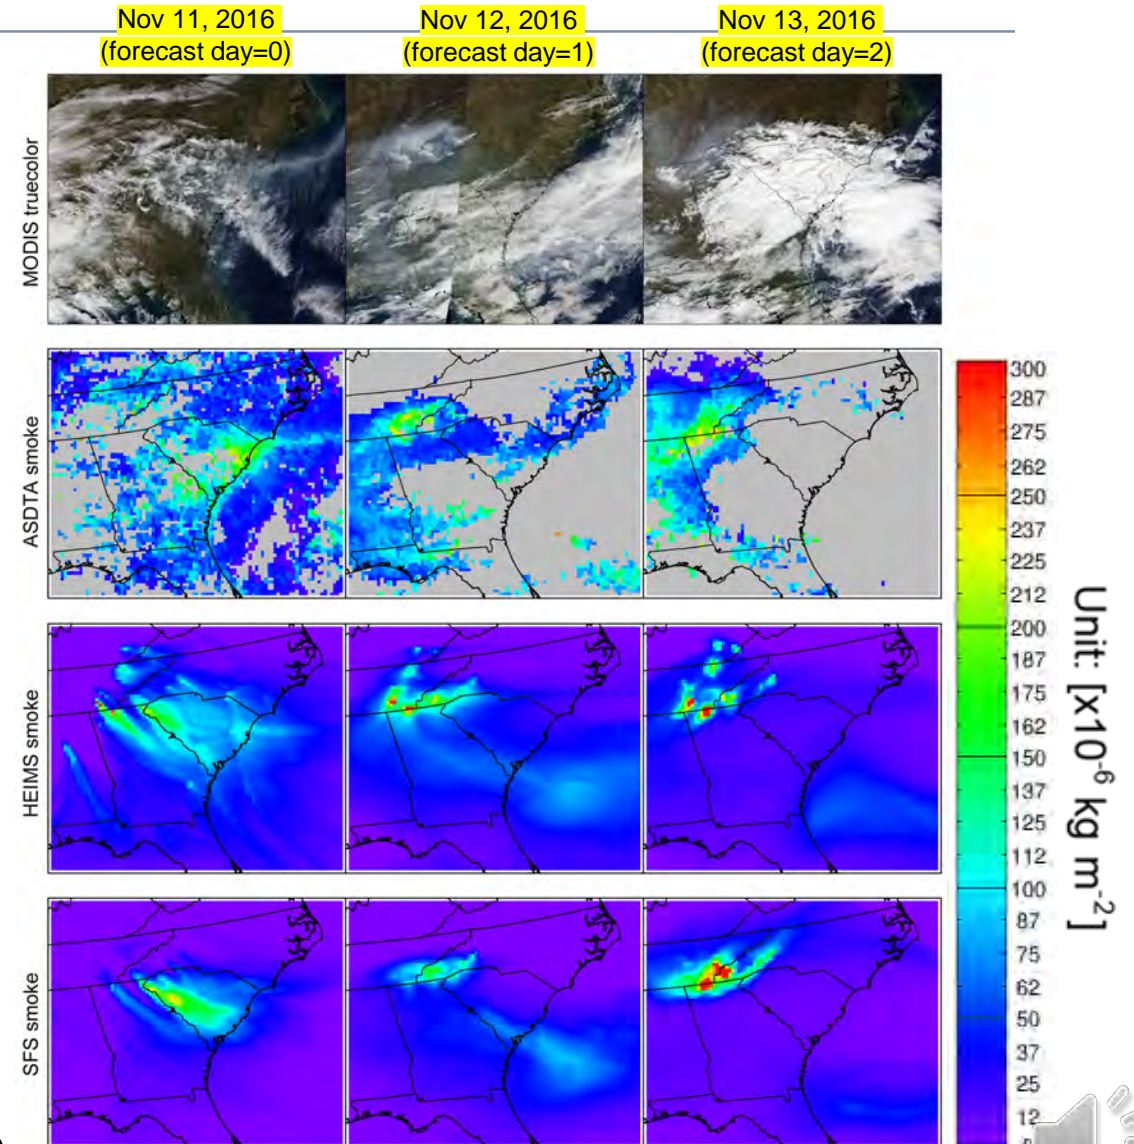 Nov 11, 2016
(forecast day=0)
Nov 12, 2016
(forecast day=1)
Nov 13, 2016
(forecast day=2)
MODIS truecolor
ASDTA smoke
HEIMS smoke
SFS smoke
300
287
275
262
250
237
225
212
200
187
175
162
150
137
125
112
100
87
75
62
50
37
25
12
Unit: [x10⁻⁶ kg m⁻²]